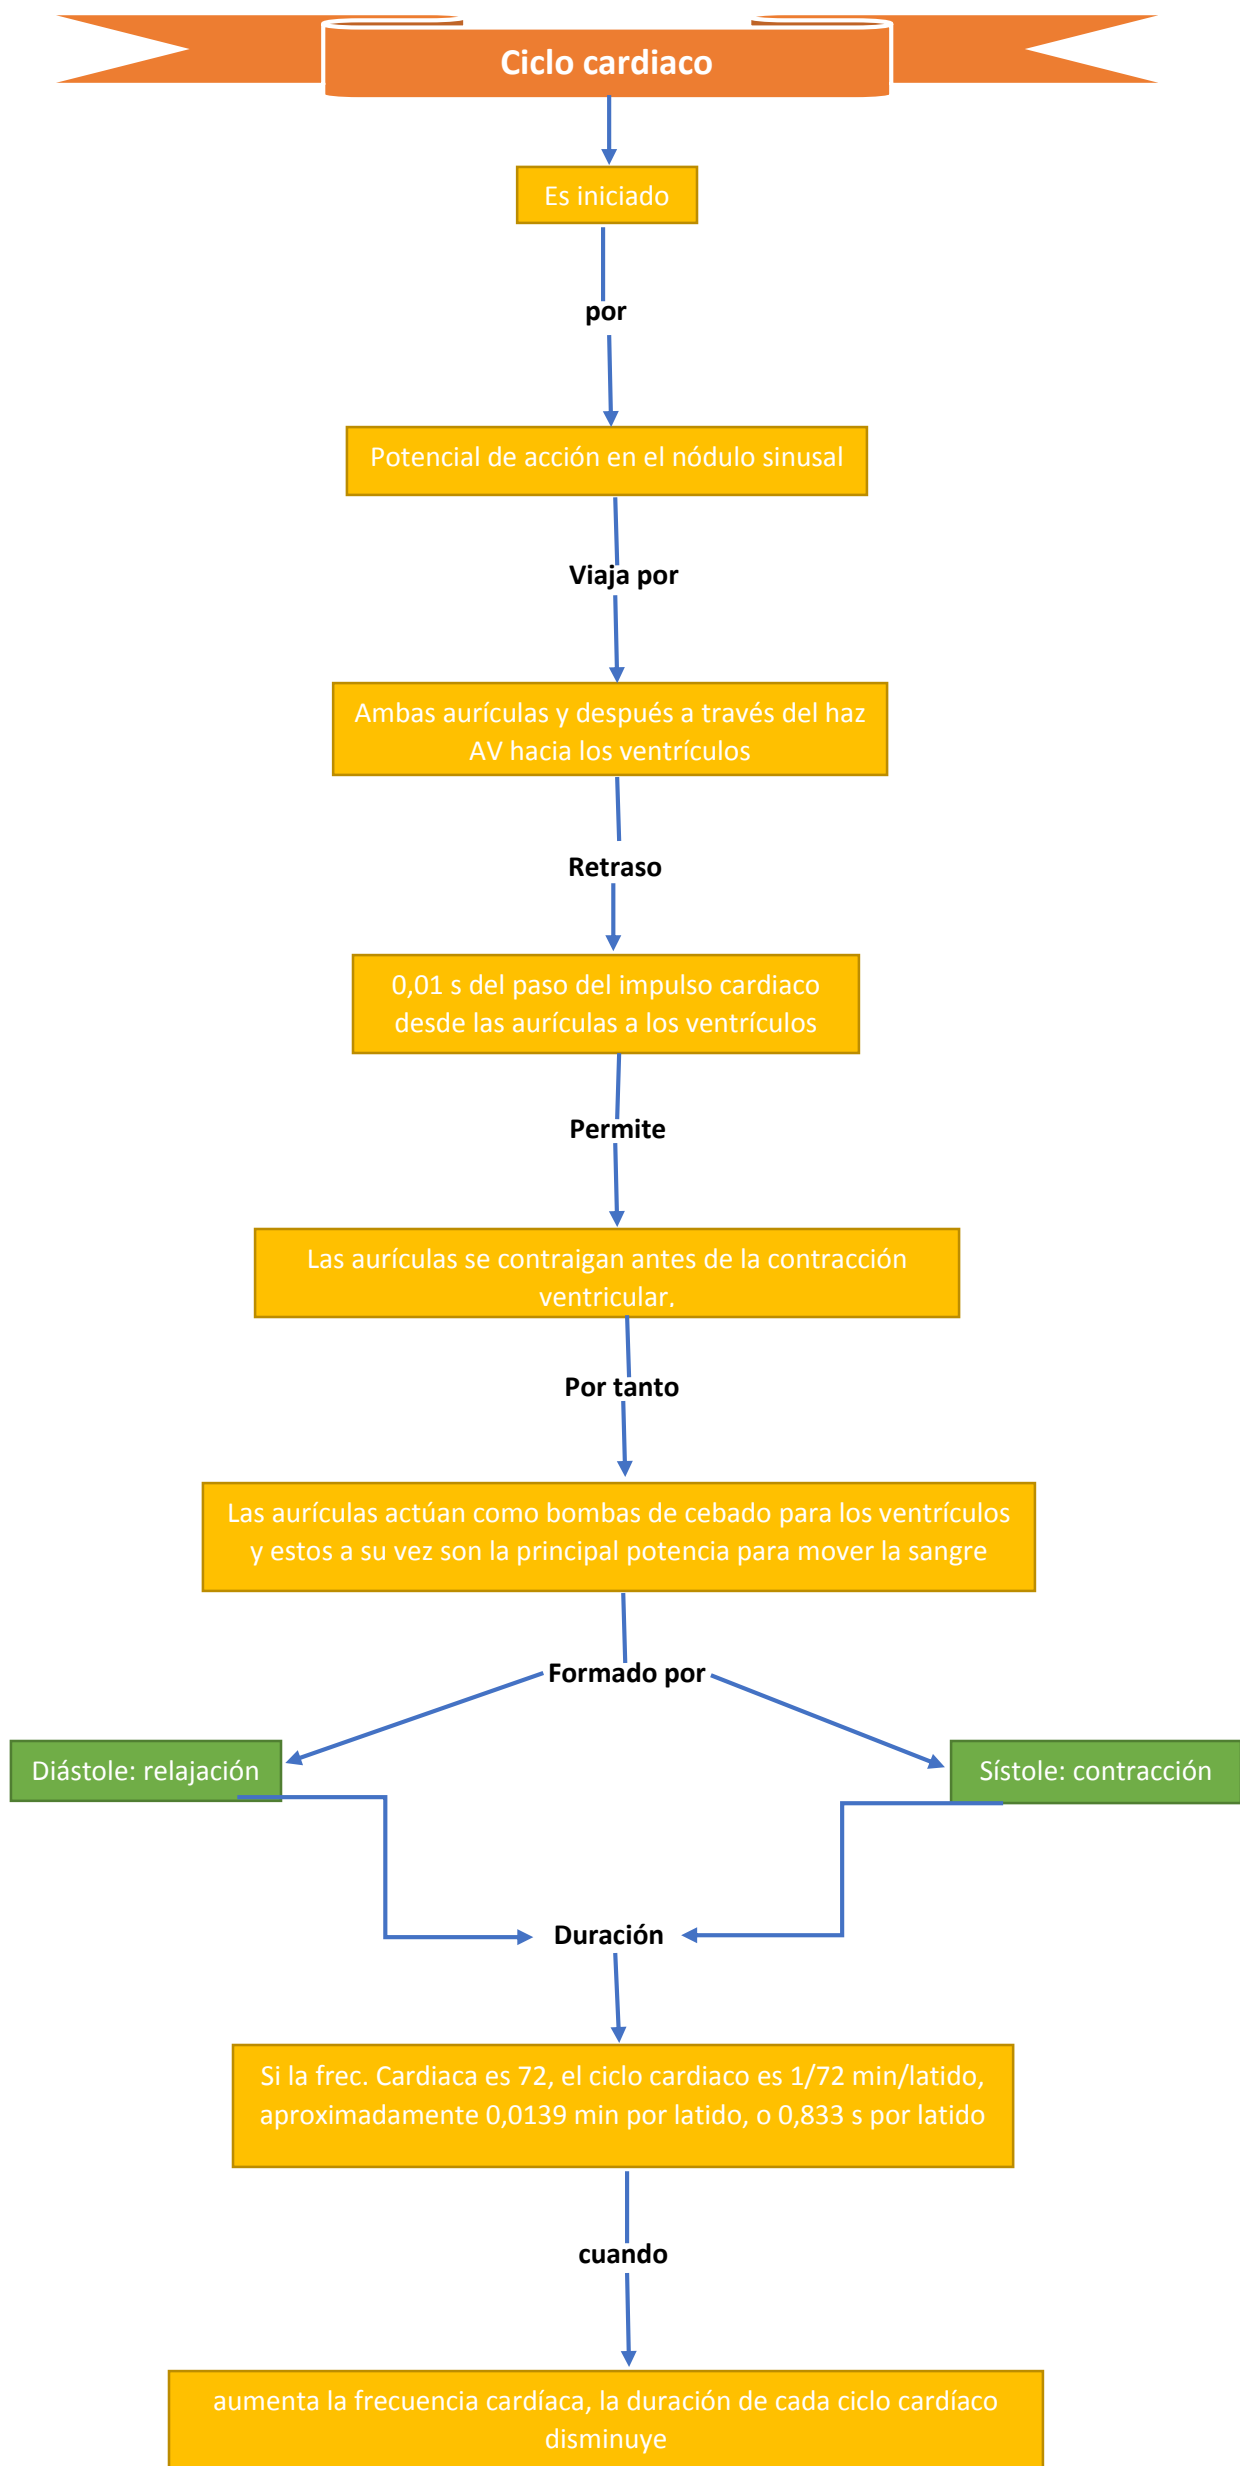 Ciclo cardiaco
Es iniciado
por
Potencial de acción en el nódulo sinusal
Viaja por
Ambas aurículas y después a través del haz
AV hacia los ventrículos
Retraso
0,01 s del paso del impulso cardiaco
desde las aurículas a los ventrículos
Permite
Las aurículas se contraigan antes de la contracción
ventricular.
Por tanto
Las aurículas actúan como bombas de cebado para los ventrículos
y estos a su vez son la principal potencia para mover la sangre
Formado por
Diástole: relajación
Sístole: contracción
Duración
Si la frec. Cardiaca es 72, el ciclo cardiaco es 1/72 min/latido,
aproximadamente 0,0139 min por latido, o 0,833 s por latido
cuando
aumenta la frecuencia cardíaca, la duración de cada ciclo cardíaco
disminuye